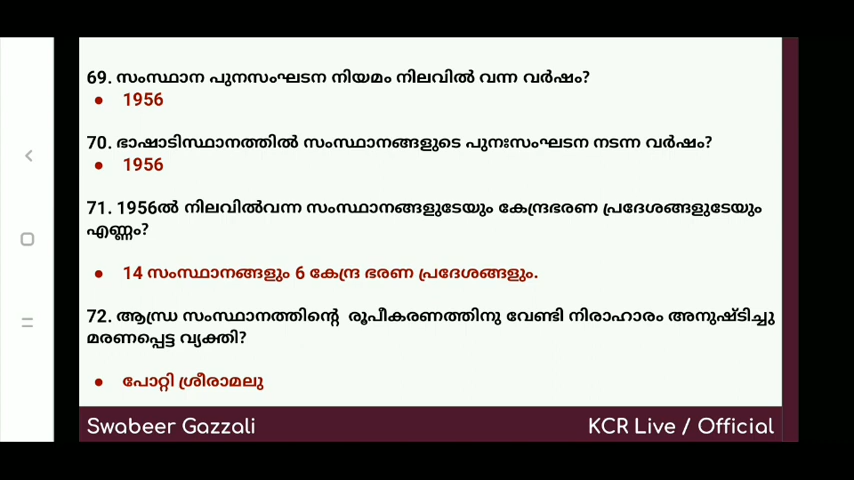 69. സംസ്ഥാന പുനസംഘടന നിയമം നിലവിൽ വന്ന വർഷം?
• 1956
70. ഭാഷാടിസ്ഥാനത്തിൽ സംസ്ഥാനങ്ങളുടെ പുനഃസംഘടന നടന്ന വർഷം?
• 1956
71. 1956ൽ നിലവിൽവന്ന സംസ്ഥാനങ്ങളുടേയും കേന്ദ്രഭരണ പ്രദേശങ്ങളുടേയും
എണ്ണം?
• 14 സംസ്ഥാനങ്ങളും 6 കേന്ദ്ര ഭരണ പ്രദേശങ്ങളും.
72. ആന്ധ്ര സംസ്ഥാനത്തിന്റെ രൂപീകരണത്തിനു വേണ്ടി നിരാഹാരം അനുഷ്ടിച്ചു
മരണപ്പെട്ട വ്യക്തി?
• പോറ്റി ശ്രീരാമലു
Swabeer Gazzali KCR Live / Official